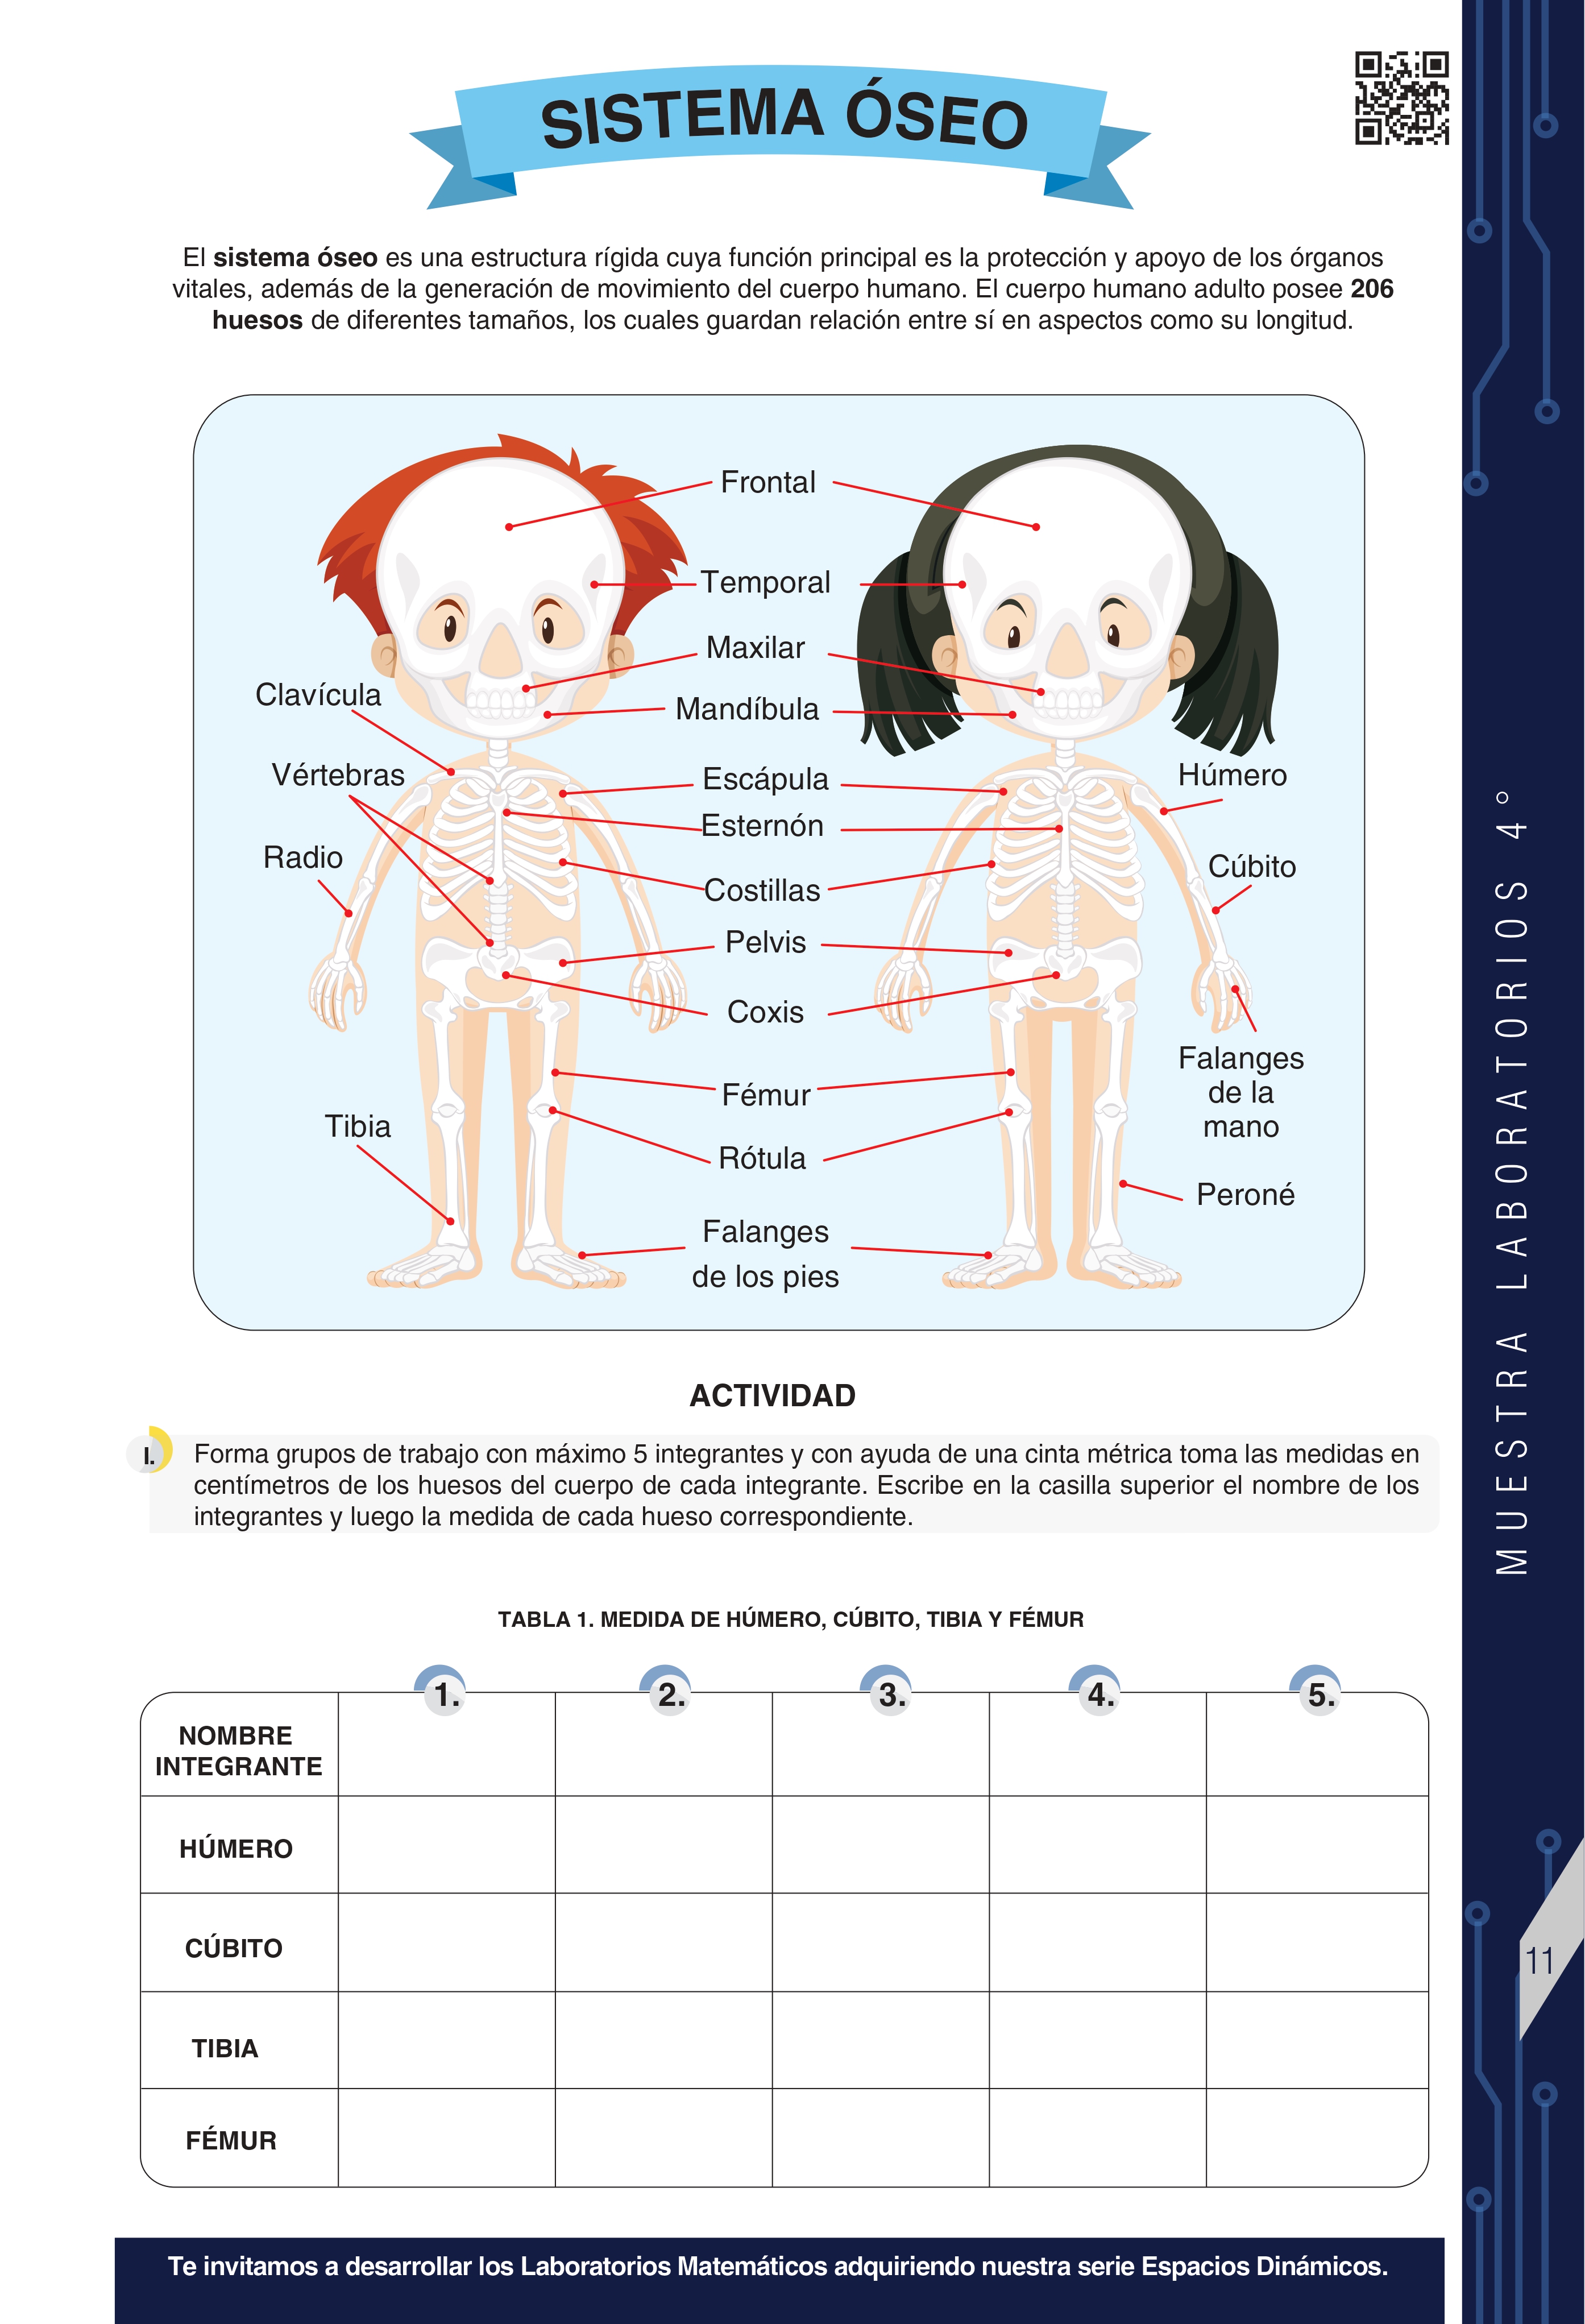 SISTEMA ÓSEO
El sistema óseo es una estructura rígida cuya función principal es la protección y apoyo de los órganos
vitales, además de la generación de movimiento del cuerpo humano. El cuerpo humano adulto posee 206
huesos de diferentes tamaños, los cuales guardan relación entre sí en aspectos como su longitud.
Frontal
Temporal
Maxilar
Mandíbula
Clavícula
Vértebras
Radio
Escápula
Esternón
Costillas
Pelvis
Coxis
Húmero
Cúbito
Falanges
de la
mano
Fémur
Tibia
Rótula
Peroné
Falanges
de los pies
ACTIVIDAD
I. Forma grupos de trabajo con máximo 5 integrantes y con ayuda de una cinta métrica toma las medidas en
centímetros de los huesos del cuerpo de cada integrante. Escribe en la casilla superior el nombre de los
integrantes y luego la medida de cada hueso correspondiente.
TABLA 1. MEDIDA DE HÚMERO, CÚBITO, TIBIA Y FÉMUR
1. 2. 3. 4. 5.
NOMBRE
INTEGRANTE
HÚMERO
CÚBITO
TIBIA
FÉMUR
Te invitamos a desarrollar los Laboratorios Matemáticos adquiriendo nuestra serie Espacios Dinámicos.
MUESTRA LABORATORIOS 4°
11